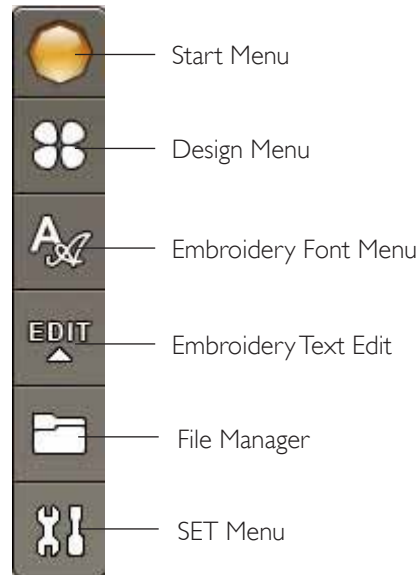 Start Menu
Design Menu
A A Embroidery Font Menu
EDIT Embroidery Text Edit
File Manager
SET Menu